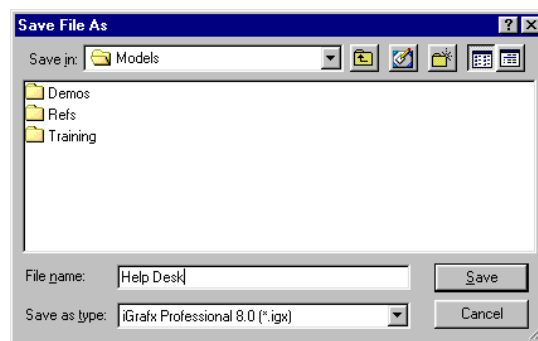 Save File As
Save in: Models
Demos
Refs
Training
File name: Help Desk Save
Save as type: iGrafx Professional 8.0 (*.igx) Cancel